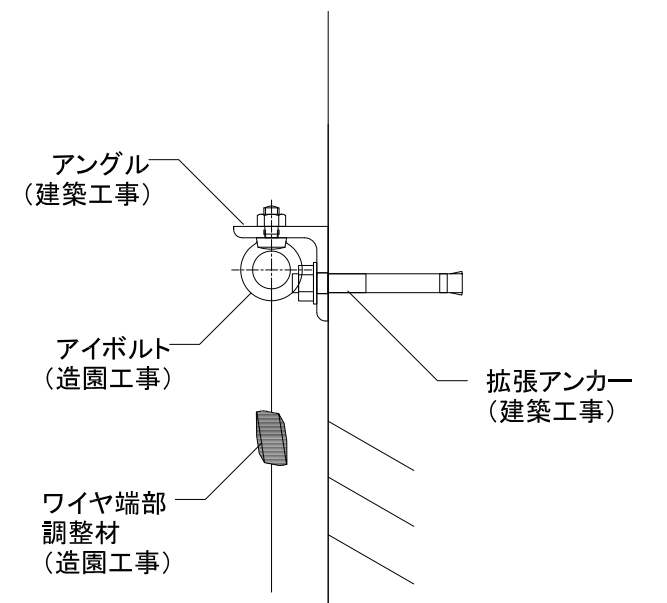 アングル
（建築工事）
アイボルト
（造園工事）
拡張アンカー
（建築工事）
ワイヤ端部
調整材
（造園工事）